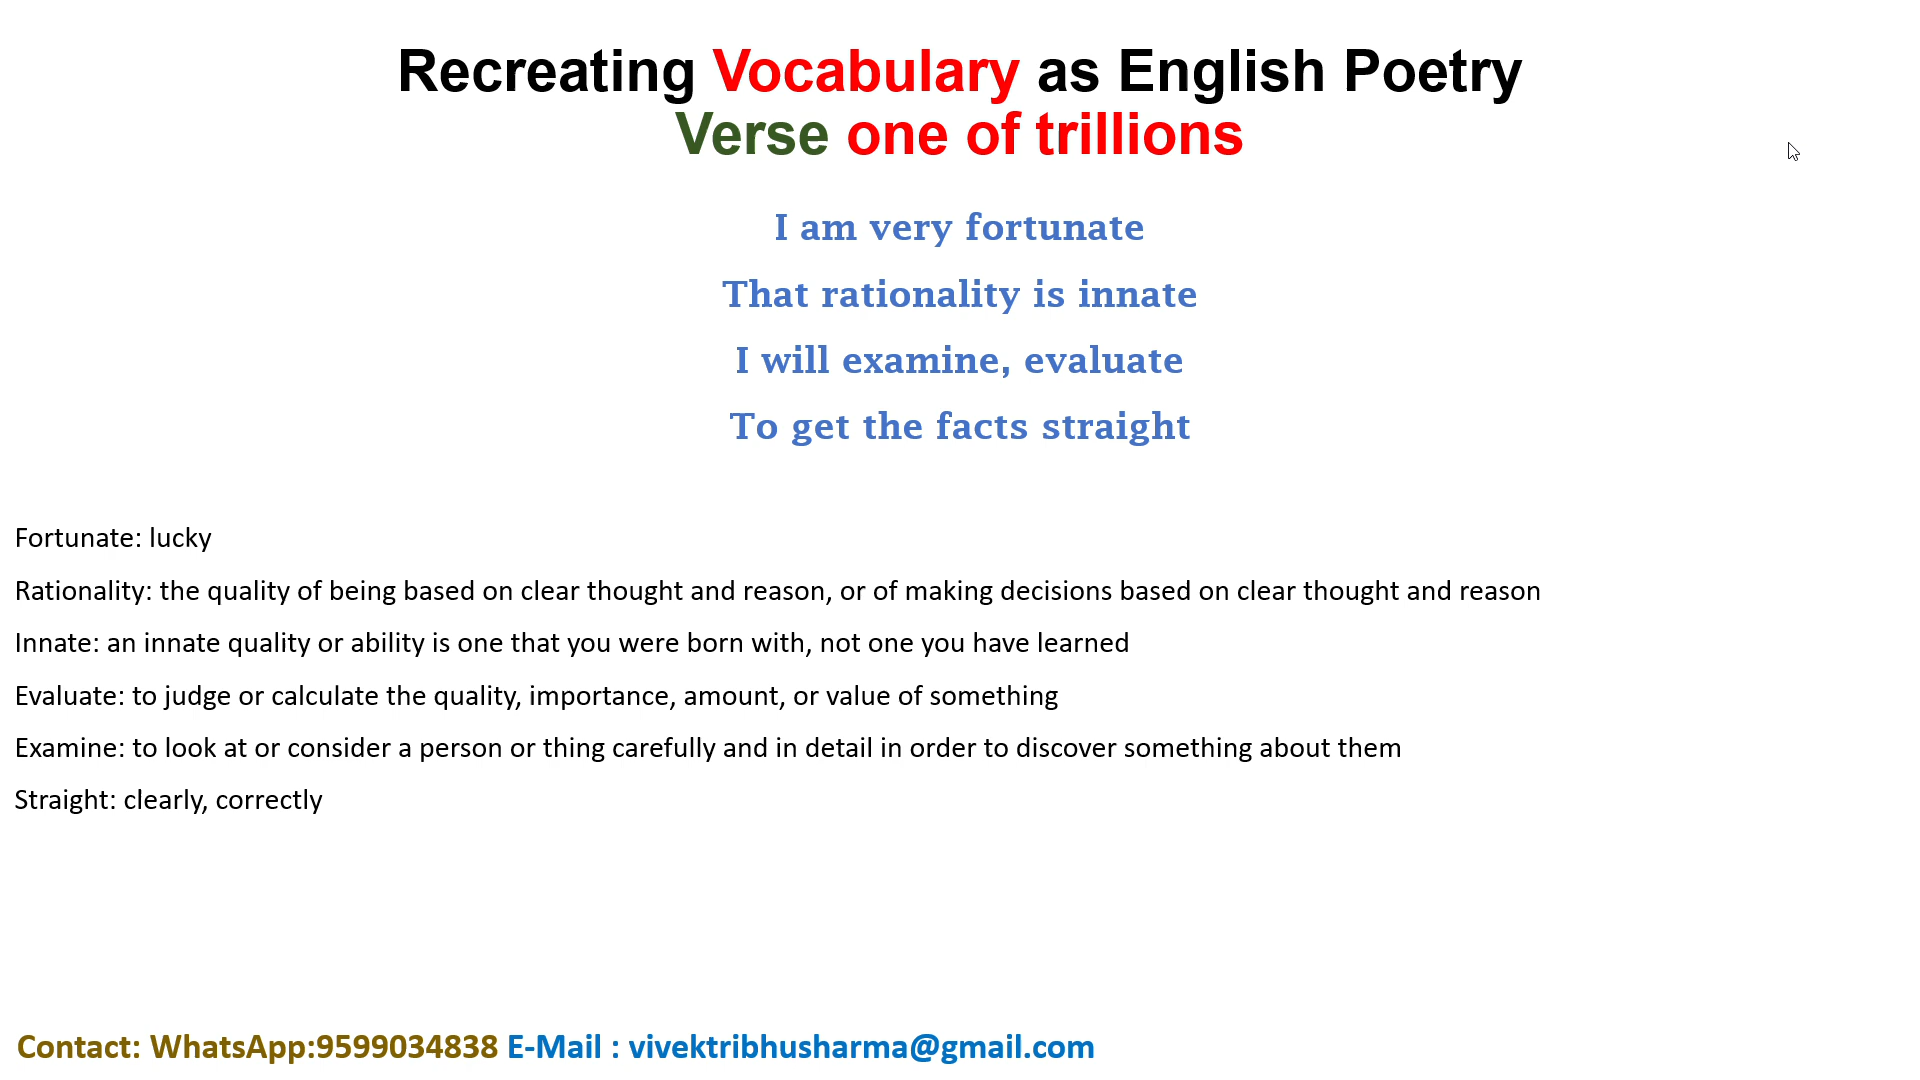 Recreating Vocabulary as English Poetry
Verse one of trillions
I am very fortunate
That rationality is innate
I will examine, evaluate
To get the facts straight
Fortunate: lucky
Rationality: the quality of being based on clear thought and reason, or of making decisions based on clear thought and reason
Innate: an innate quality or ability is one that you were born with, not one you have learned
Evaluate: to judge or calculate the quality, importance, amount, or value of something
Examine: to look at or consider a person or thing carefully and in detail in order to discover something about them
Straight: clearly, correctly
Contact: WhatsApp:9599034838 E-Mail : vivektribhusharma@gmail.com